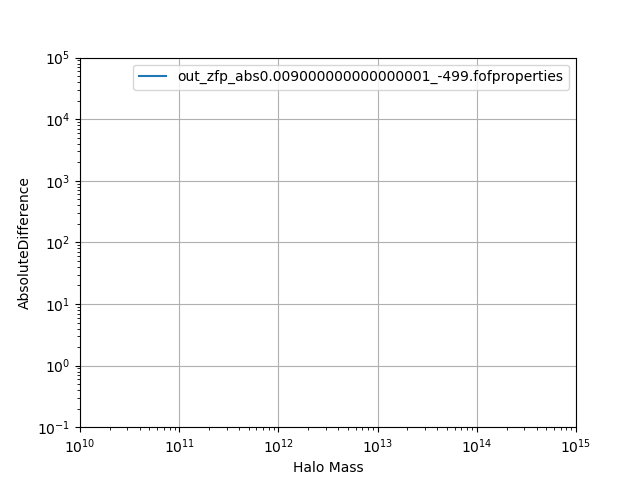 out_zfp_abs0.009000000000000001_-499.fofproperties
10^5
10^4
10^3
10^2
10^1
10^0
10^-1
AbsoluteDifference
10^10 10^11 10^12 10^13 10^14 10^15
Halo Mass